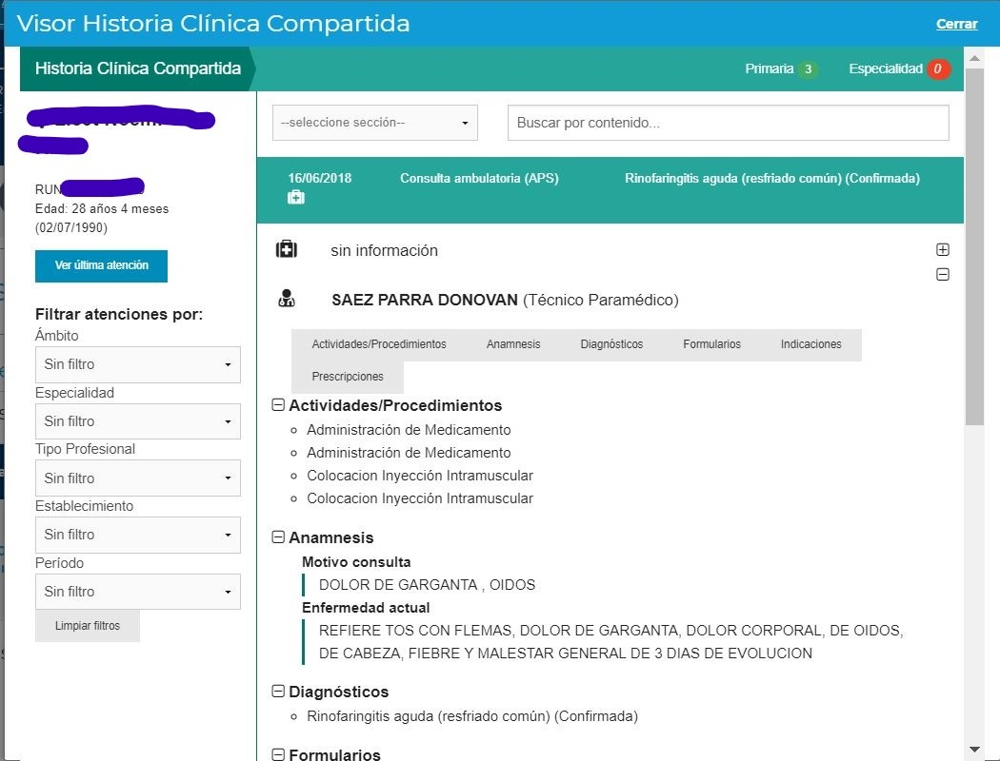 Visor Historia Clínica Compartida
Cerrar
Historia Clínica Compartida
Primaria 3
Especialidad 0
RUN
Edad: 28 años 4 meses
(02/07/1990)
Ver última atención
Filtrar atenciones por:
Ámbito
Sin filtro
Especialidad
Sin filtro
Tipo Profesional
Sin filtro
Establecimiento
Sin filtro
Período
Sin filtro
Limpiar filtros
--seleccione sección--
Buscar por contenido...
16/06/2018 Consulta ambulatoria (APS) Rinofaringitis aguda (resfriado común) (Confirmada)
sin información
SAEZ PARRA DONOVAN (Técnico Paramédico)
Actividades/Procedimientos Anamnesis Diagnósticos Formularios Indicaciones
Prescripciones
Actividades/Procedimientos
Administración de Medicamento
Administración de Medicamento
Colocacion Inyección Intramuscular
Colocacion Inyección Intramuscular
Anamnesis
Motivo consulta
DOLOR DE GARGANTA , OIDOS
Enfermedad actual
REFIERE TOS CON FLEMAS, DOLOR DE GARGANTA, DOLOR CORPORAL, DE OIDOS,
DE CABEZA, FIEBRE Y MALESTAR GENERAL DE 3 DIAS DE EVOLUCION
Diagnósticos
Rinofaringitis aguda (resfriado común) (Confirmada)
Formularios